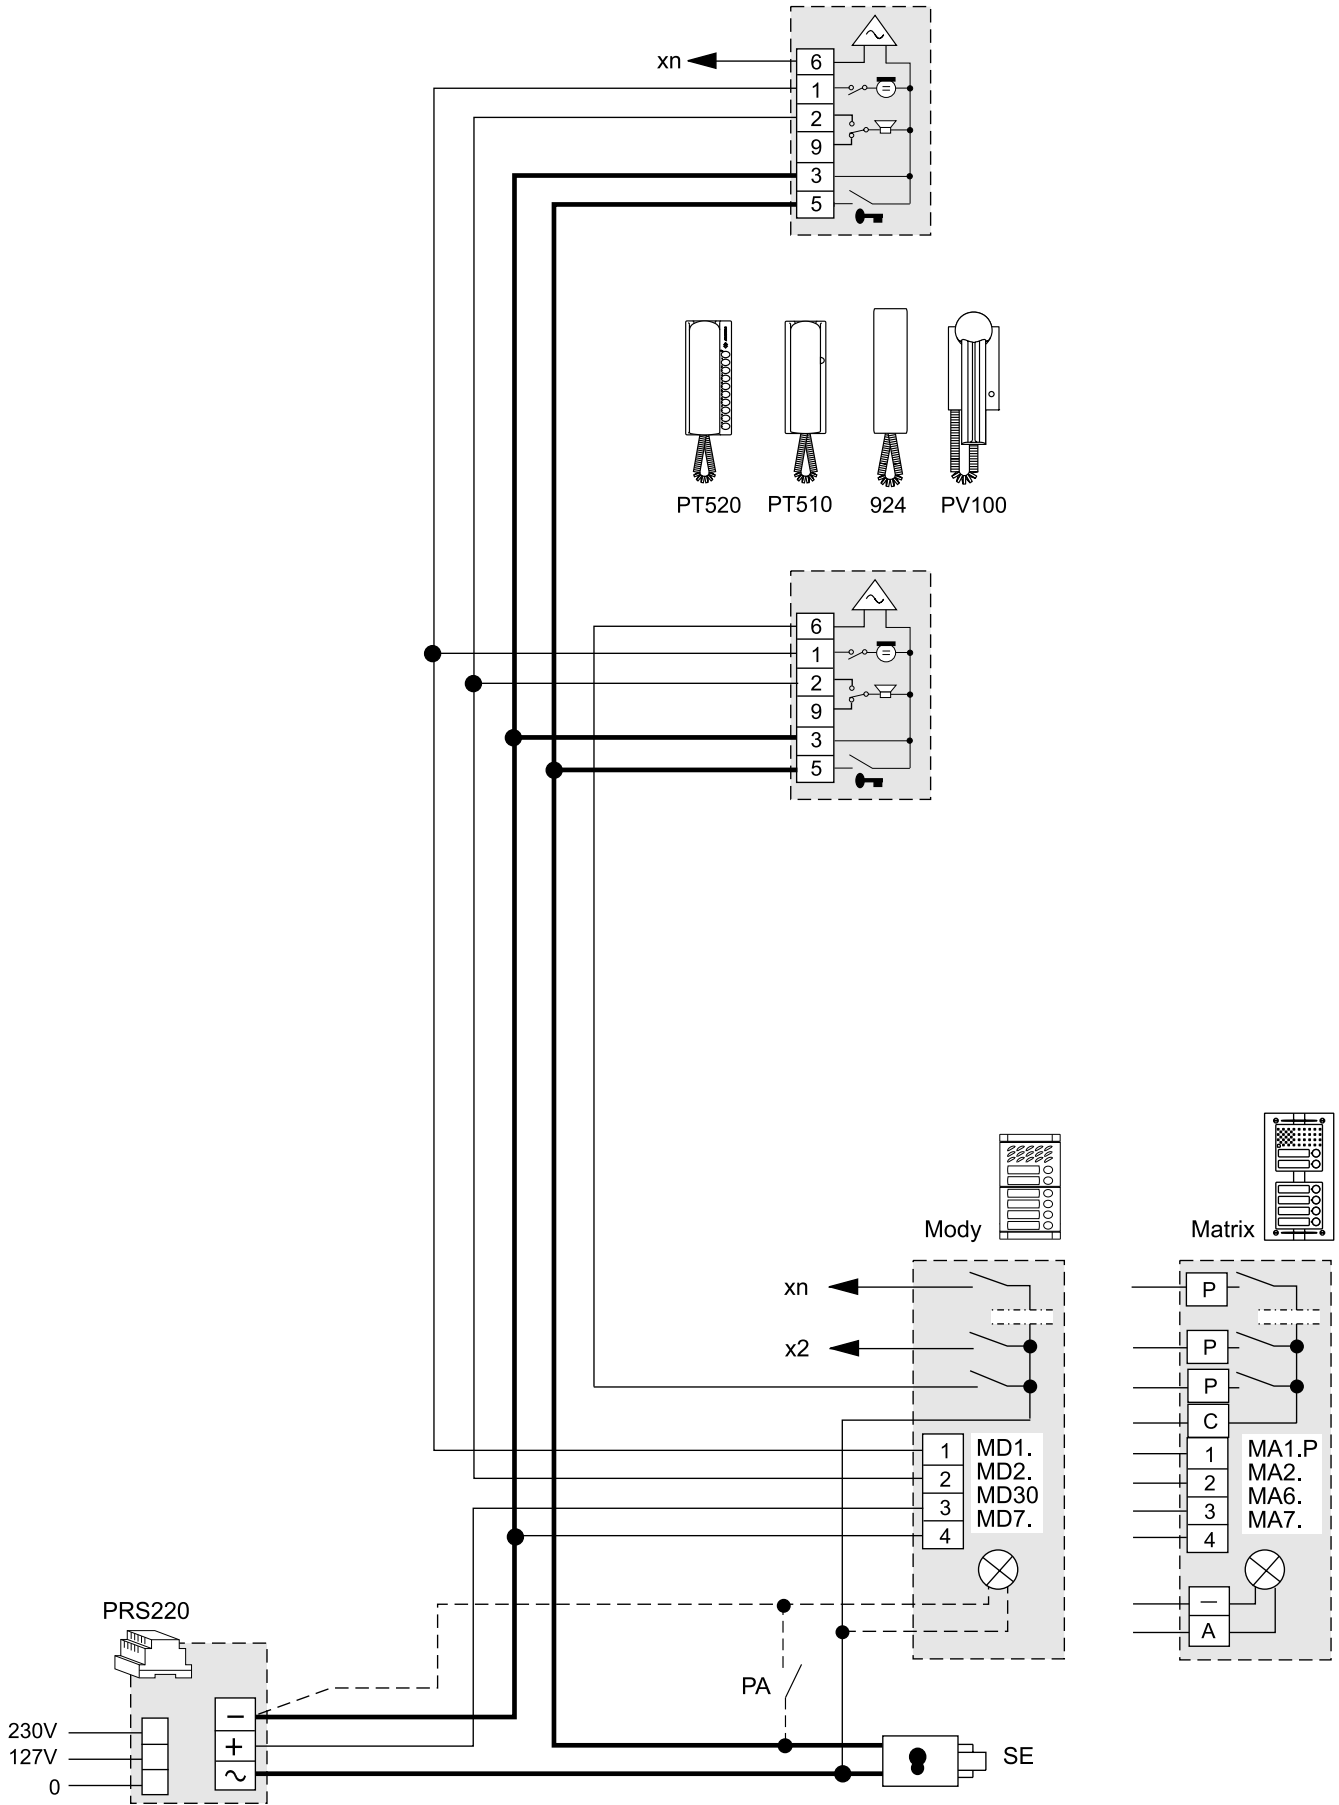 xn
6
1
2
9
3
5
PT520 PT510 924 PV100
6
1
2
9
3
5
Mody Matrix
xn
P
x2
P
P
C
1 MD1.
2 MD2.
3 MD30
4 MD7.
1 MA1.P
2 MA2.
3 MA6.
4 MA7.
PRS220
—
A
PA
−
230V
+
127V
~
0
SE